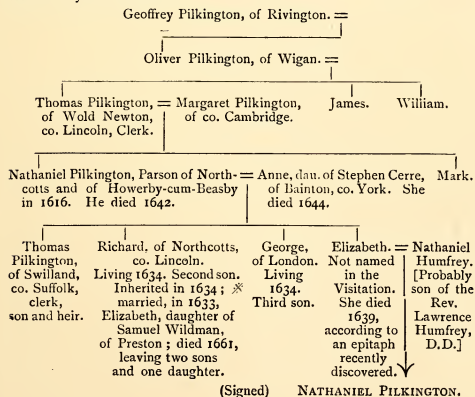 Geoffrey Pilkington, of Rivington. =
Oliver Pilkington, of Wigan. =
Thomas Pilkington, = Margaret Pilkington, James. William.
of Wold Newton, of co. Cambridge.
co. Lincoln, Clerk.
Nathaniel Pilkington, Parson of North- = Anne, dau. of Stephen Cerre, Mark.
cotts and of Howerby-cum-Beasby of Bainton, co. York. She
in 1616. He died 1642. died 1644.
Thomas Richard, of Northcotts, George, Elizabeth. = Nathaniel
Pilkington, co. Lincoln. of London. Not named Humfrey.
of Swilland, Living 1634. Second son. Living in the [Probably
co. Suffolk, Inherited in 1634; ※ 1634. Visitation. son of the
clerk, married, in 1633, Third son. She died Rev.
son and heir. Elizabeth, daughter of 1639, Lawrence
Samuel Wildman, according to Humfrey,
of Preston; died 1661, an epitaph D.D.]
leaving two sons recently
and one daughter. discovered.
(Signed) NATHANIEL PILKINGTON.